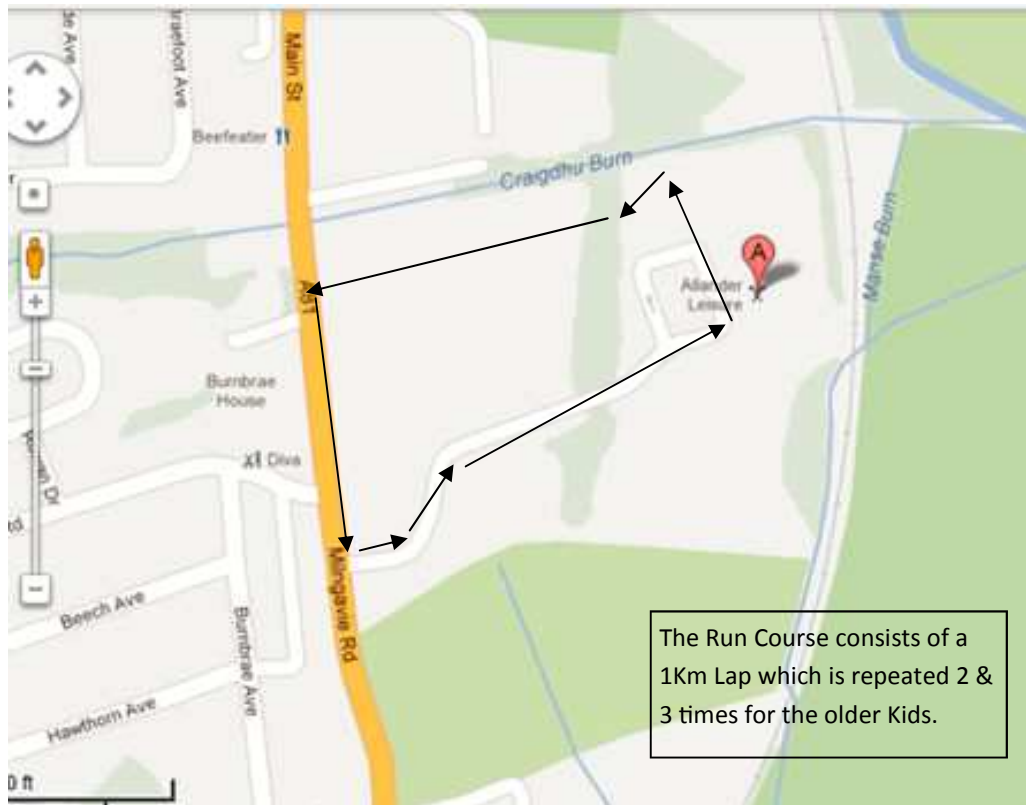 Main St
Beefeater
Craigdhu Burn
Manse Burn
A
Allander
Leisure
A81
Burnbrae
House
Diva
Beech Ave
Burnbrae Ave
Milngavie Rd
Hawthorn Ave
The Run Course consists of a
1Km Lap which is repeated 2 &
3 times for the older Kids.
0 ft